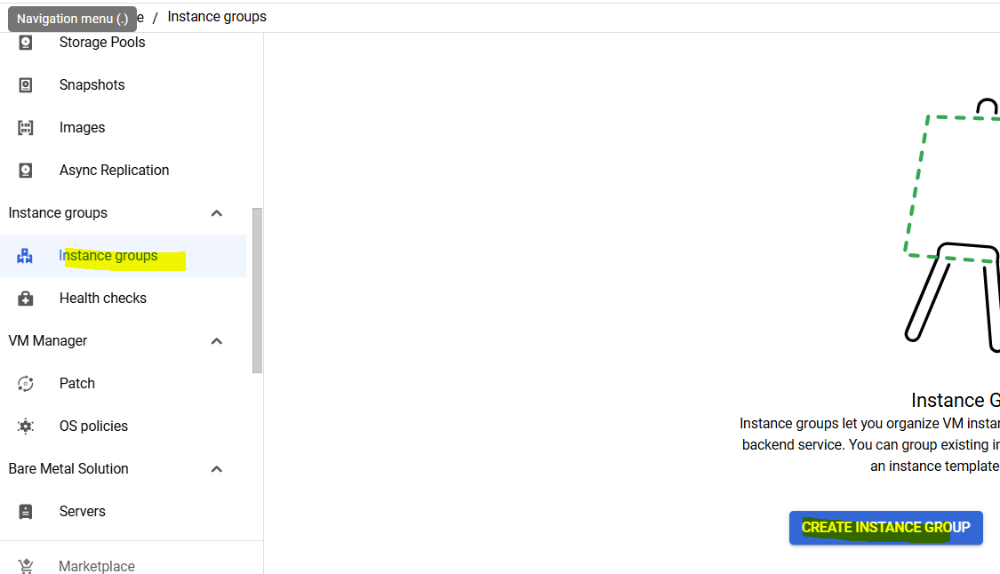 Navigation menu (.)
e / Instance groups
Storage Pools
Snapshots
Images
Async Replication
Instance groups
Instance groups
Health checks
VM Manager
Patch
OS policies
Bare Metal Solution
Servers
Marketplace
Instance G
Instance groups let you organize VM instan
backend service. You can group existing in
an instance template
CREATE INSTANCE GROUP